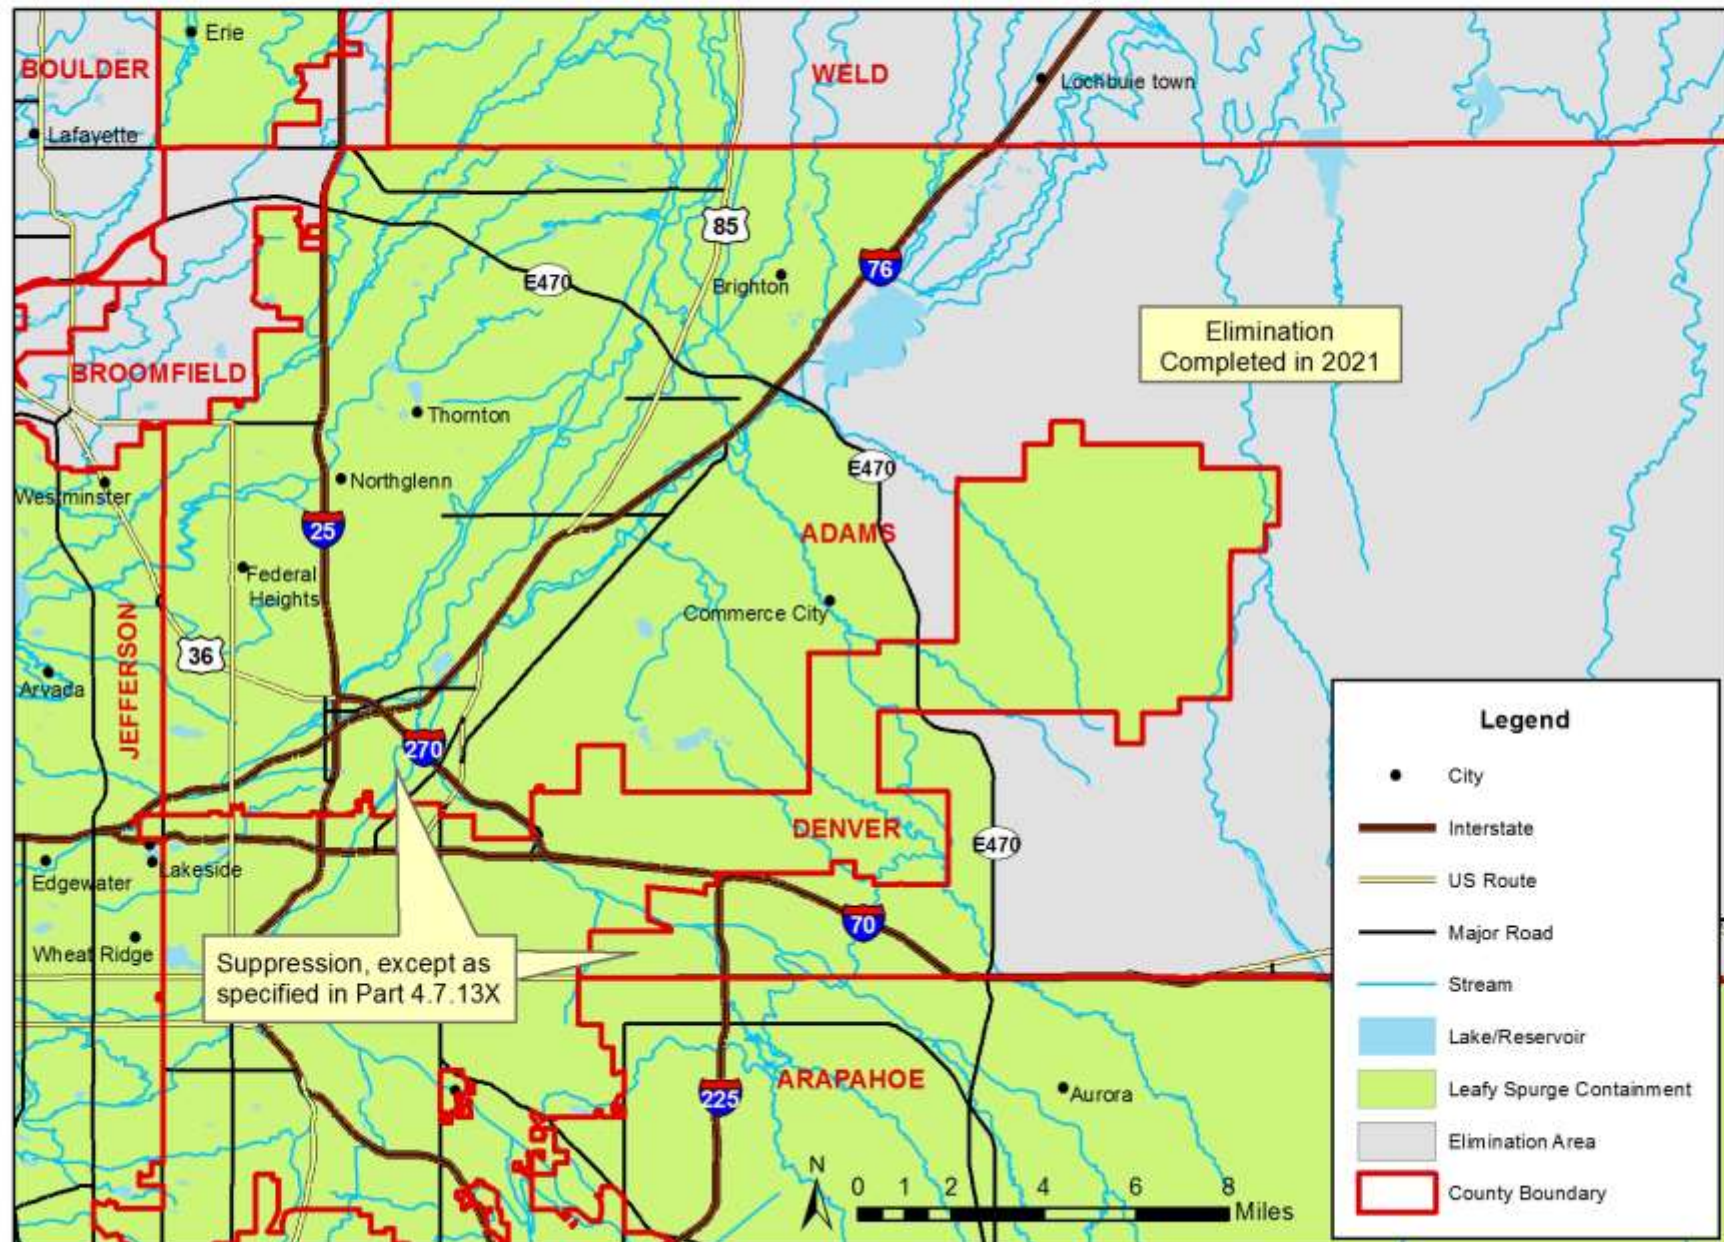 Erie
BOULDER
WELD
Lochbuie town
Lafayette
85
76
Brighton
E470
Elimination
Completed in 2021
BROOMFIELD
Thornton
E470
Northglenn
Westminster
25
ADAMS
Federal
Heights
Commerce City
JEFFERSON
36
Arvada
270
DENVER
E470
Lakeside
Edgewater
70
Wheat Ridge
Suppression, except as
specified in Part 4.7.13X
ARAPAHOE
225
Aurora
N
0 1 2 4 6 8
Miles
Legend
City
Interstate
US Route
Major Road
Stream
Lake/Reservoir
Leafy Spurge Containment
Elimination Area
County Boundary